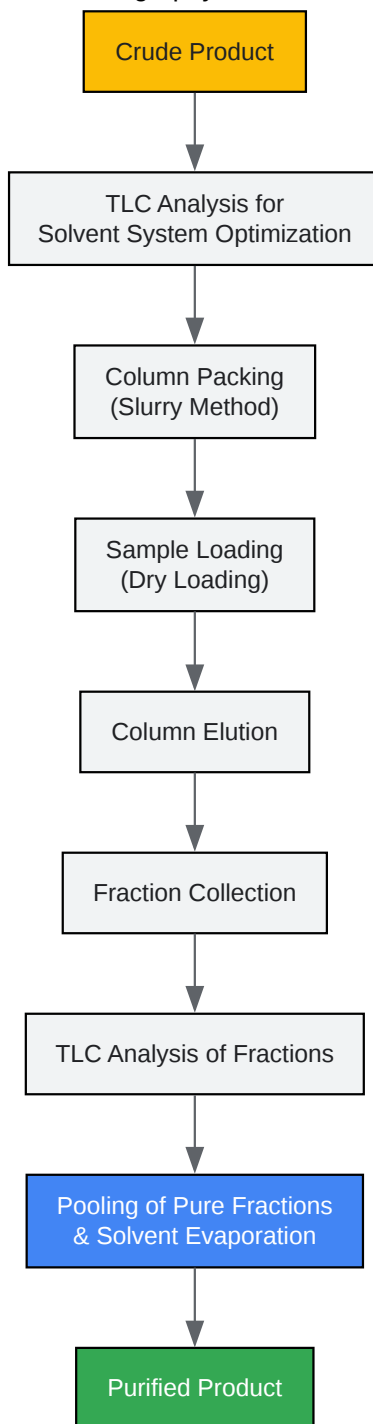 Crude Product
TLC Analysis for
Solvent System Optimization
Column Packing
(Slurry Method)
Sample Loading
(Dry Loading)
Column Elution
Fraction Collection
TLC Analysis of Fractions
Pooling of Pure Fractions
& Solvent Evaporation
Purified Product